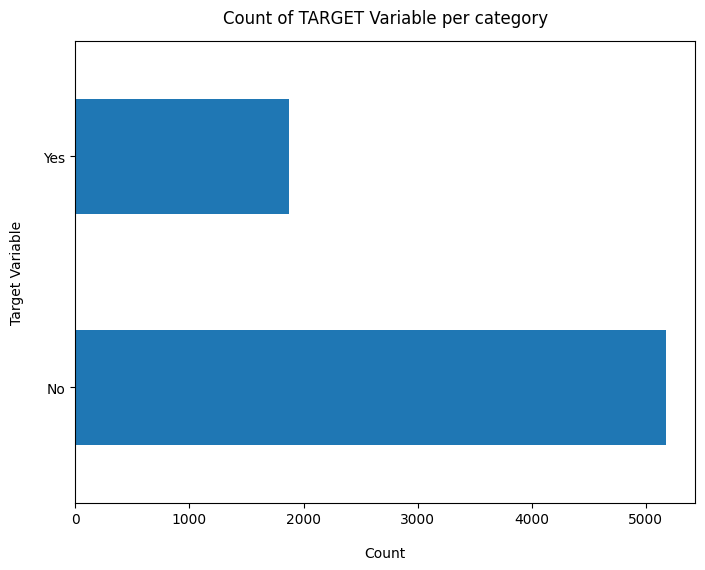 Count of TARGET Variable per category
Yes
No
Target Variable
0 1000 2000 3000 4000 5000
Count